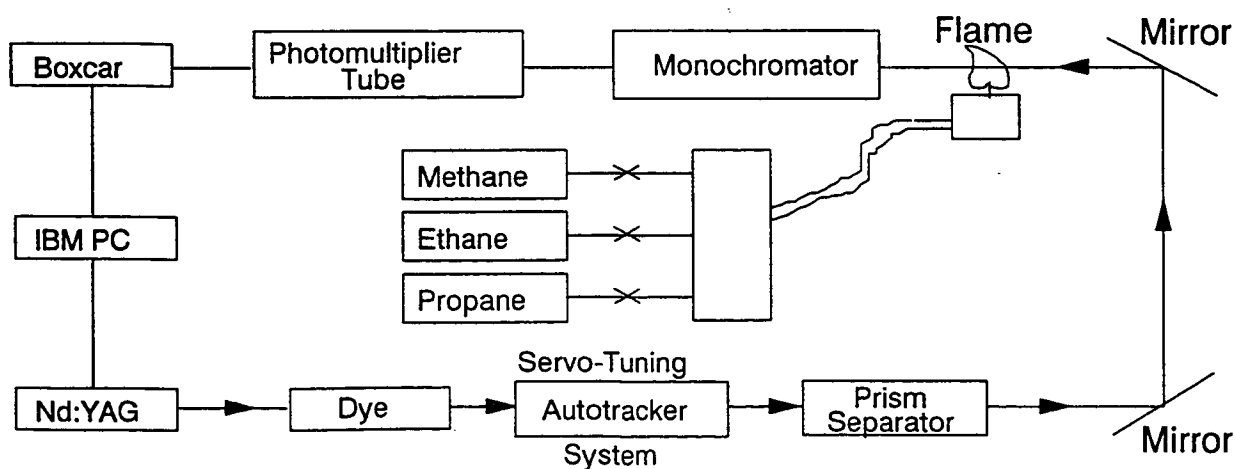 Flame
Mirror
Boxcar
Photomultiplier
Tube
Monochromator
Methane
IBM PC
Ethane
Propane
Servo-Tuning
Nd:YAG
Dye
Autotracker
Prism
Separator
System
Mirror